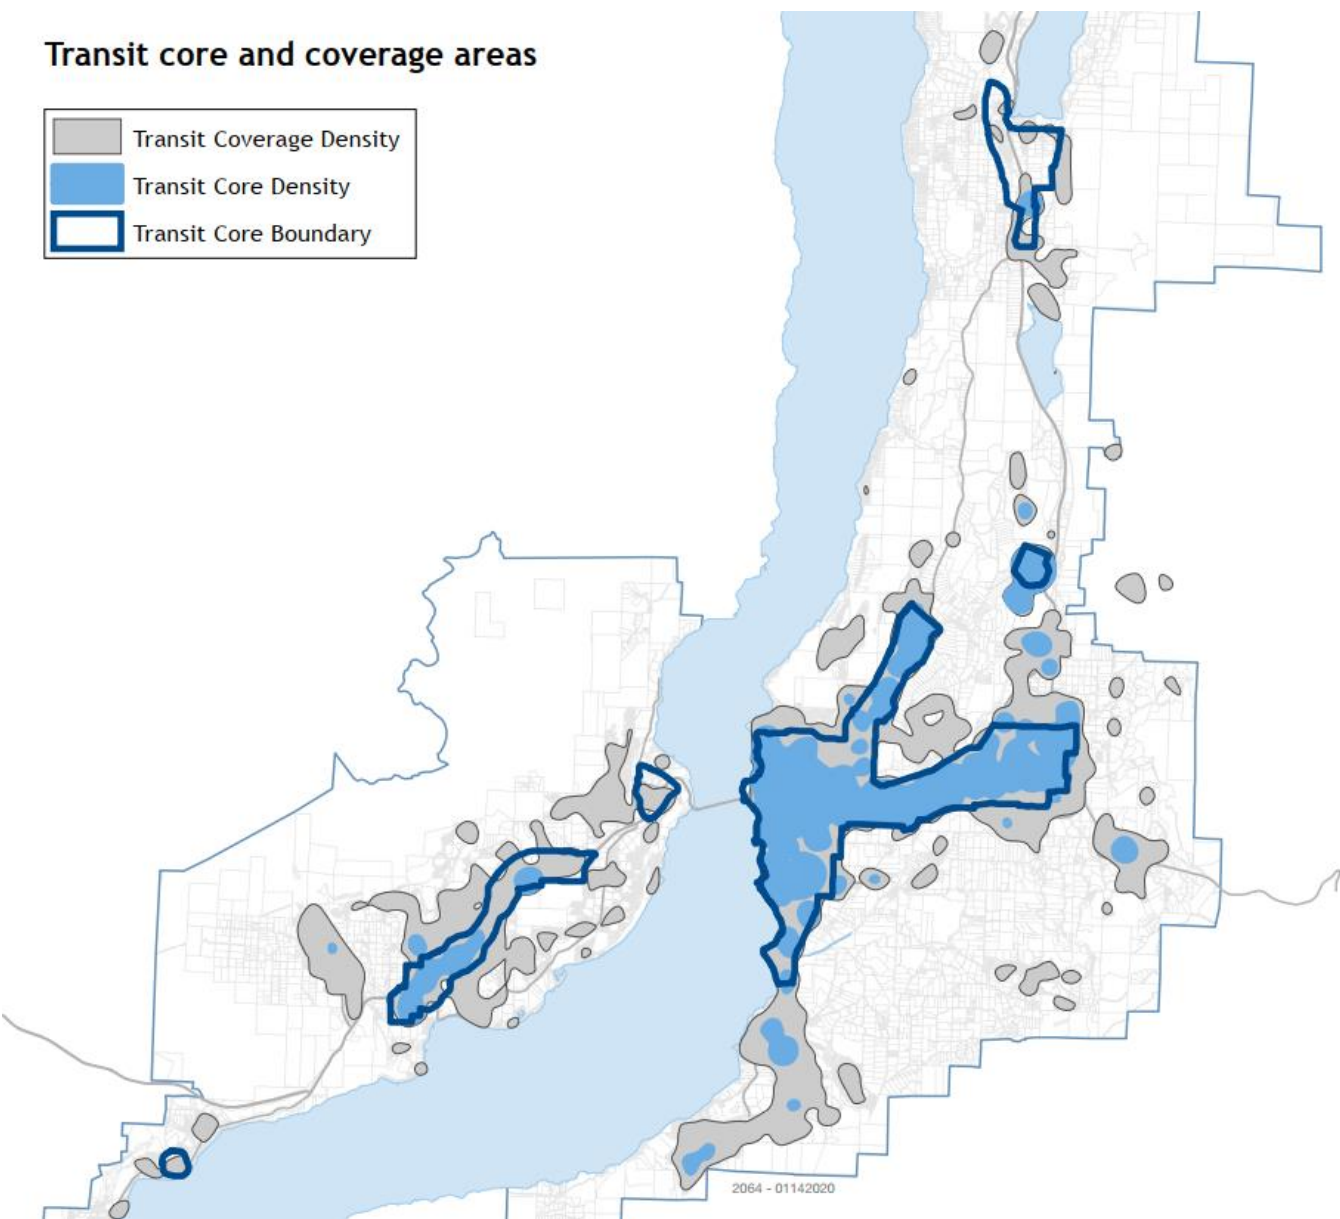 Transit core and coverage areas
Transit Coverage Density
Transit Core Density
Transit Core Boundary
2064 - 01142020